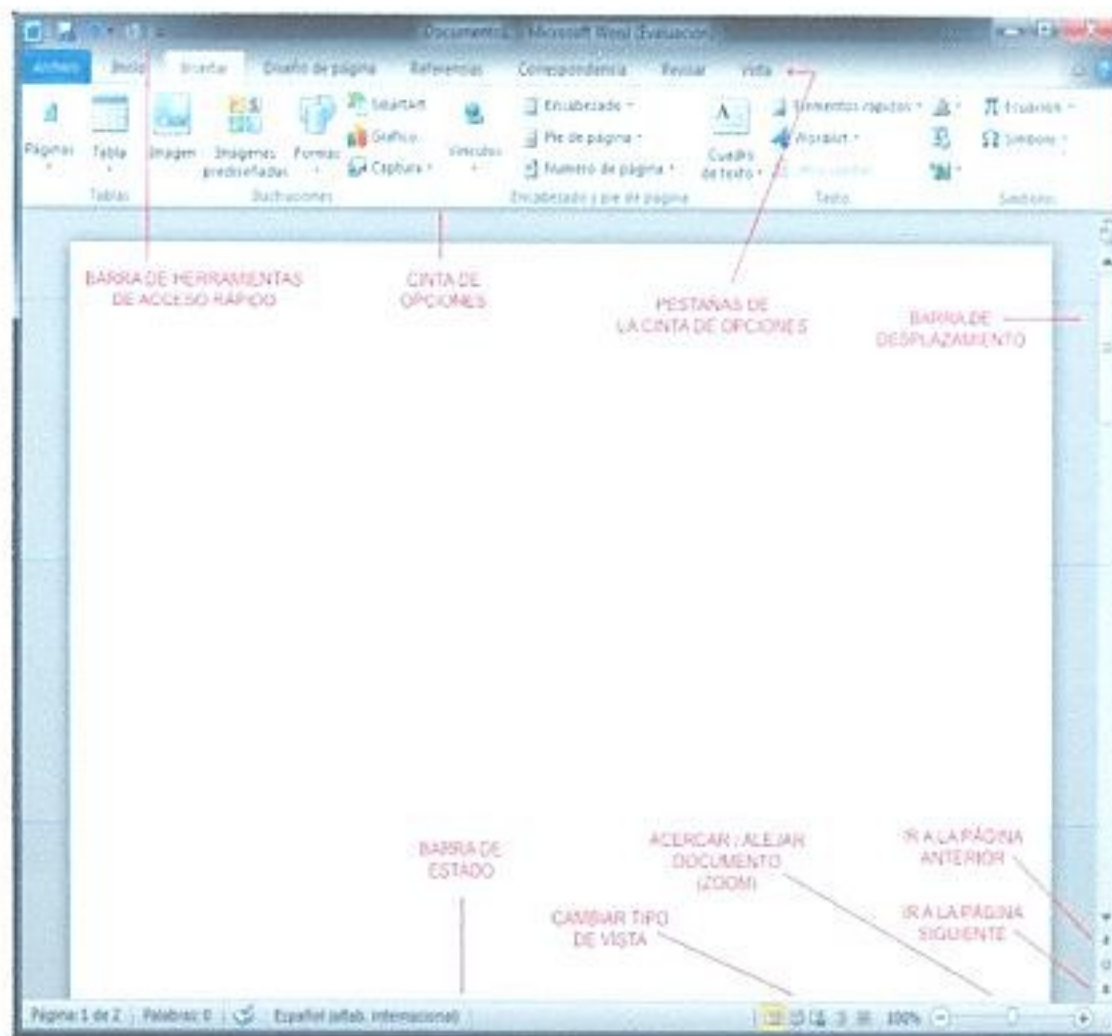 Documento1 - Microsoft Word (Evaluación)
Archivo Inicio Insertar Diseño de página Referencias Correspondencia Revisar Vista
SmartArt Encabezado Elementos rápidos Ecuación
Gráfico Pie de página WordArt Símbolo
Páginas Tabla Imagen Imágenes prediseñadas Formas Captura Vínculos Número de página Cuadro de texto
Tablas Ilustraciones Encabezado y pie de página Texto Símbolos
BARRA DE HERRAMIENTAS
DE ACCESO RÁPIDO
CINTA DE
OPCIONES
PESTAÑAS DE
LA CINTA DE OPCIONES
BARRA DE
DESPLAZAMIENTO
BARRA DE
ESTADO
ACERCAR / ALEJAR
DOCUMENTO
(ZOOM)
IR A LA PÁGINA
ANTERIOR
CAMBIAR TIPO
DE VISTA
IR A LA PÁGINA
SIGUIENTE
Página: 1 de 2 Palabras: 0 Español (alfab. internacional) 100%